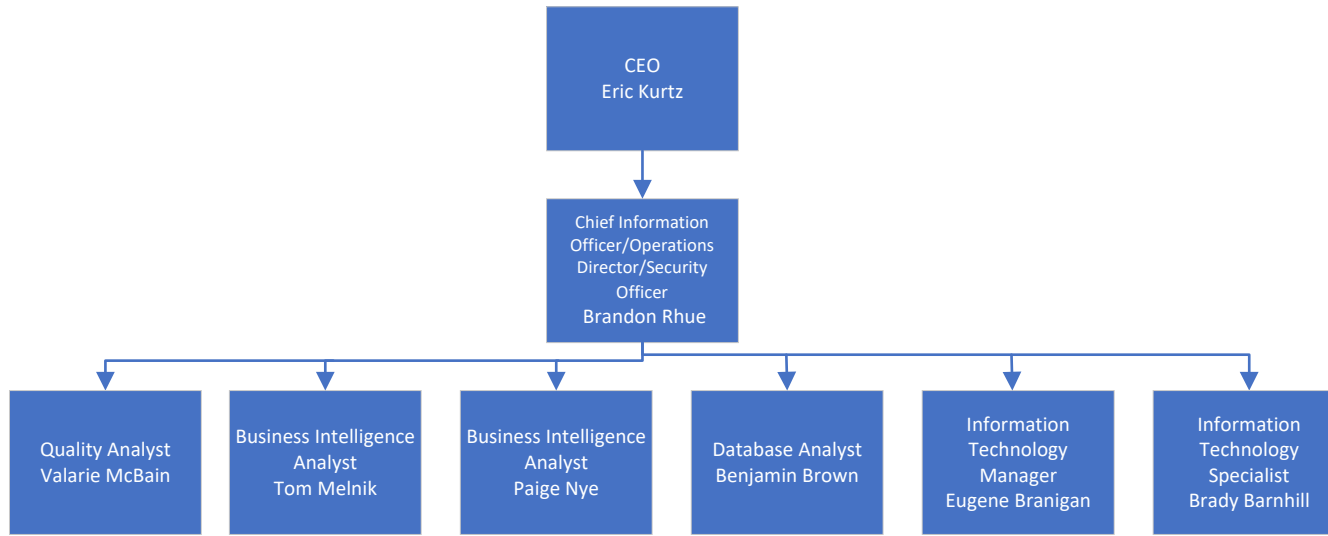 CEO
Eric Kurtz
Chief Information
Officer/Operations
Director/Security
Officer
Brandon Rhue
Quality Analyst
Valarie McBain
Business Intelligence
Analyst
Tom Melnik
Business Intelligence
Analyst
Paige Nye
Database Analyst
Benjamin Brown
Information
Technology
Manager
Eugene Branigan
Information
Technology
Specialist
Brady Barnhill